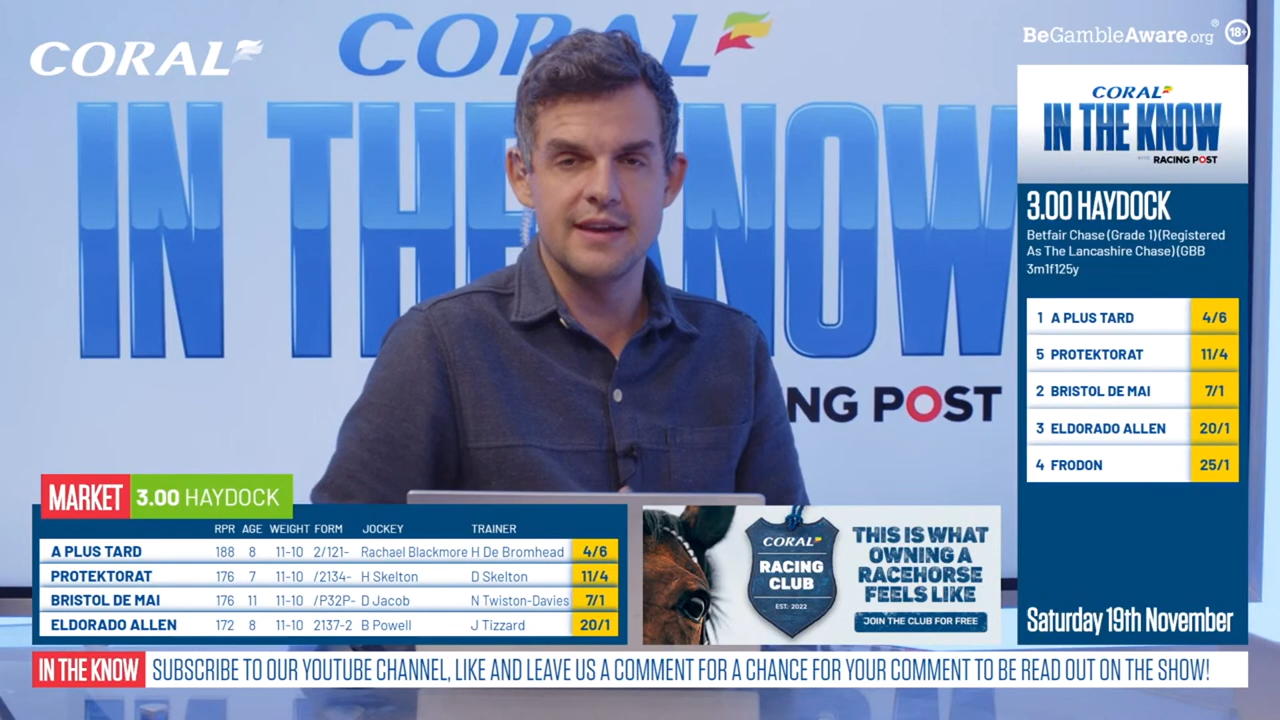 CORAL
CORAL
BeGambleAware.org® 18+
IN THE KNOW
NG POST
CORAL
IN THE KNOW
WITH RACING POST
3.00 HAYDOCK
Betfair Chase (Grade 1)(Registered
As The Lancashire Chase)(GBB
3m1f125y
1 A PLUS TARD 4/6
5 PROTEKTORAT 11/4
2 BRISTOL DE MAI 7/1
3 ELDORADO ALLEN 20/1
4 FRODON 25/1
Saturday 19th November
MARKET 3.00 HAYDOCK
RPR AGE WEIGHT FORM JOCKEY TRAINER
A PLUS TARD 188 8 11-10 2/121- Rachael Blackmore H De Bromhead 4/6
PROTEKTORAT 176 7 11-10 /2134- H Skelton D Skelton 11/4
BRISTOL DE MAI 176 11 11-10 /P32P- D Jacob N Twiston-Davies 7/1
ELDORADO ALLEN 172 8 11-10 2137-2 B Powell J Tizzard 20/1
CORAL
RACING
CLUB
EST. 2022
THIS IS WHAT
OWNING A
RACEHORSE
FEELS LIKE
JOIN THE CLUB FOR FREE
IN THE KNOW SUBSCRIBE TO OUR YOUTUBE CHANNEL, LIKE AND LEAVE US A COMMENT FOR A CHANCE FOR YOUR COMMENT TO BE READ OUT ON THE SHOW!